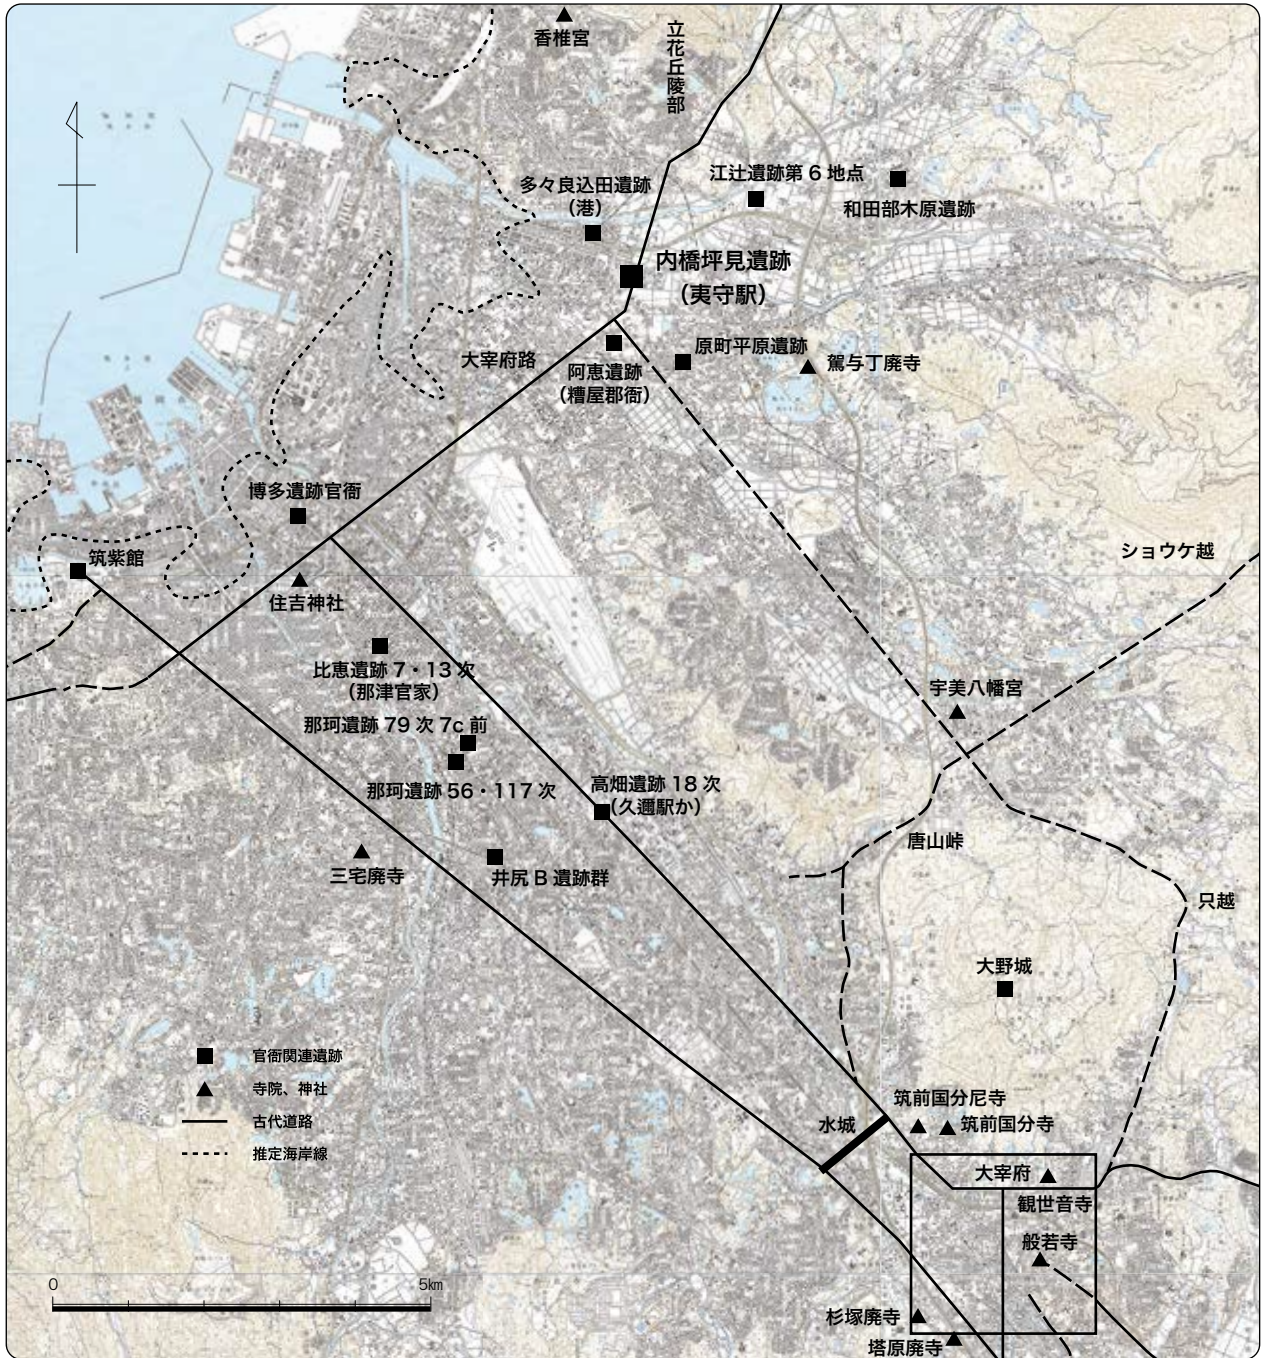 香椎宮
立花丘陵部
江辻遺跡第6地点
多々良込田遺跡
（港）
和田部木原遺跡
内橋坪見遺跡
（夷守駅）
原町平原遺跡
駕与丁廃寺
大宰府路
阿恵遺跡
（糟屋郡衙）
博多遺跡官衙
筑紫館
ショウケ越
住吉神社
比恵遺跡7・13次
（那津官家）
宇美八幡宮
那珂遺跡79次7c前
高畑遺跡18次
（久邇駅か）
那珂遺跡56・117次
唐山峠
三宅廃寺
井尻B遺跡群
只越
大野城
官衙関連遺跡
寺院、神社
古代道路
推定海岸線
筑前国分尼寺
水城
筑前国分寺
大宰府
観世音寺
般若寺
0 5km
杉塚廃寺
塔原廃寺